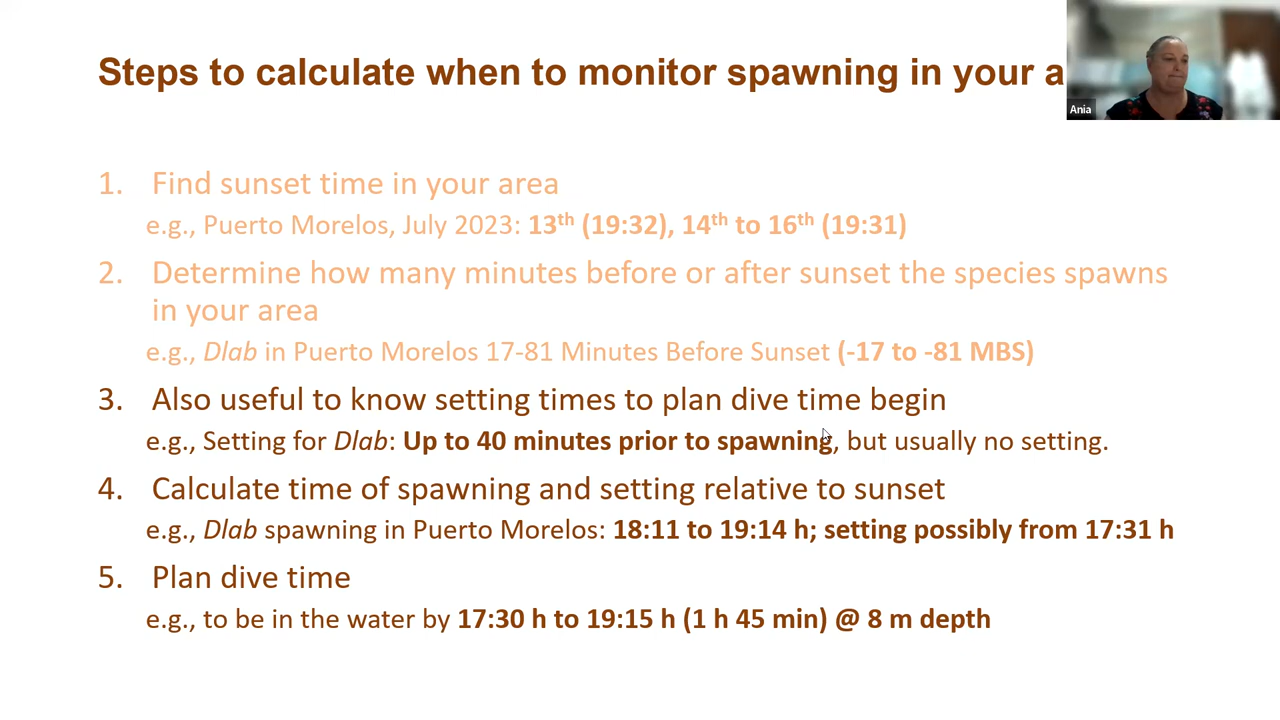 Steps to calculate when to monitor spawning in your a
Ania
1. Find sunset time in your area
e.g., Puerto Morelos, July 2023: 13th (19:32), 14th to 16th (19:31)
2. Determine how many minutes before or after sunset the species spawns
in your area
e.g., Dlab in Puerto Morelos 17-81 Minutes Before Sunset (-17 to -81 MBS)
3. Also useful to know setting times to plan dive time begin
e.g., Setting for Dlab: Up to 40 minutes prior to spawning, but usually no setting.
4. Calculate time of spawning and setting relative to sunset
e.g., Dlab spawning in Puerto Morelos: 18:11 to 19:14 h; setting possibly from 17:31 h
5. Plan dive time
e.g., to be in the water by 17:30 h to 19:15 h (1 h 45 min) @ 8 m depth